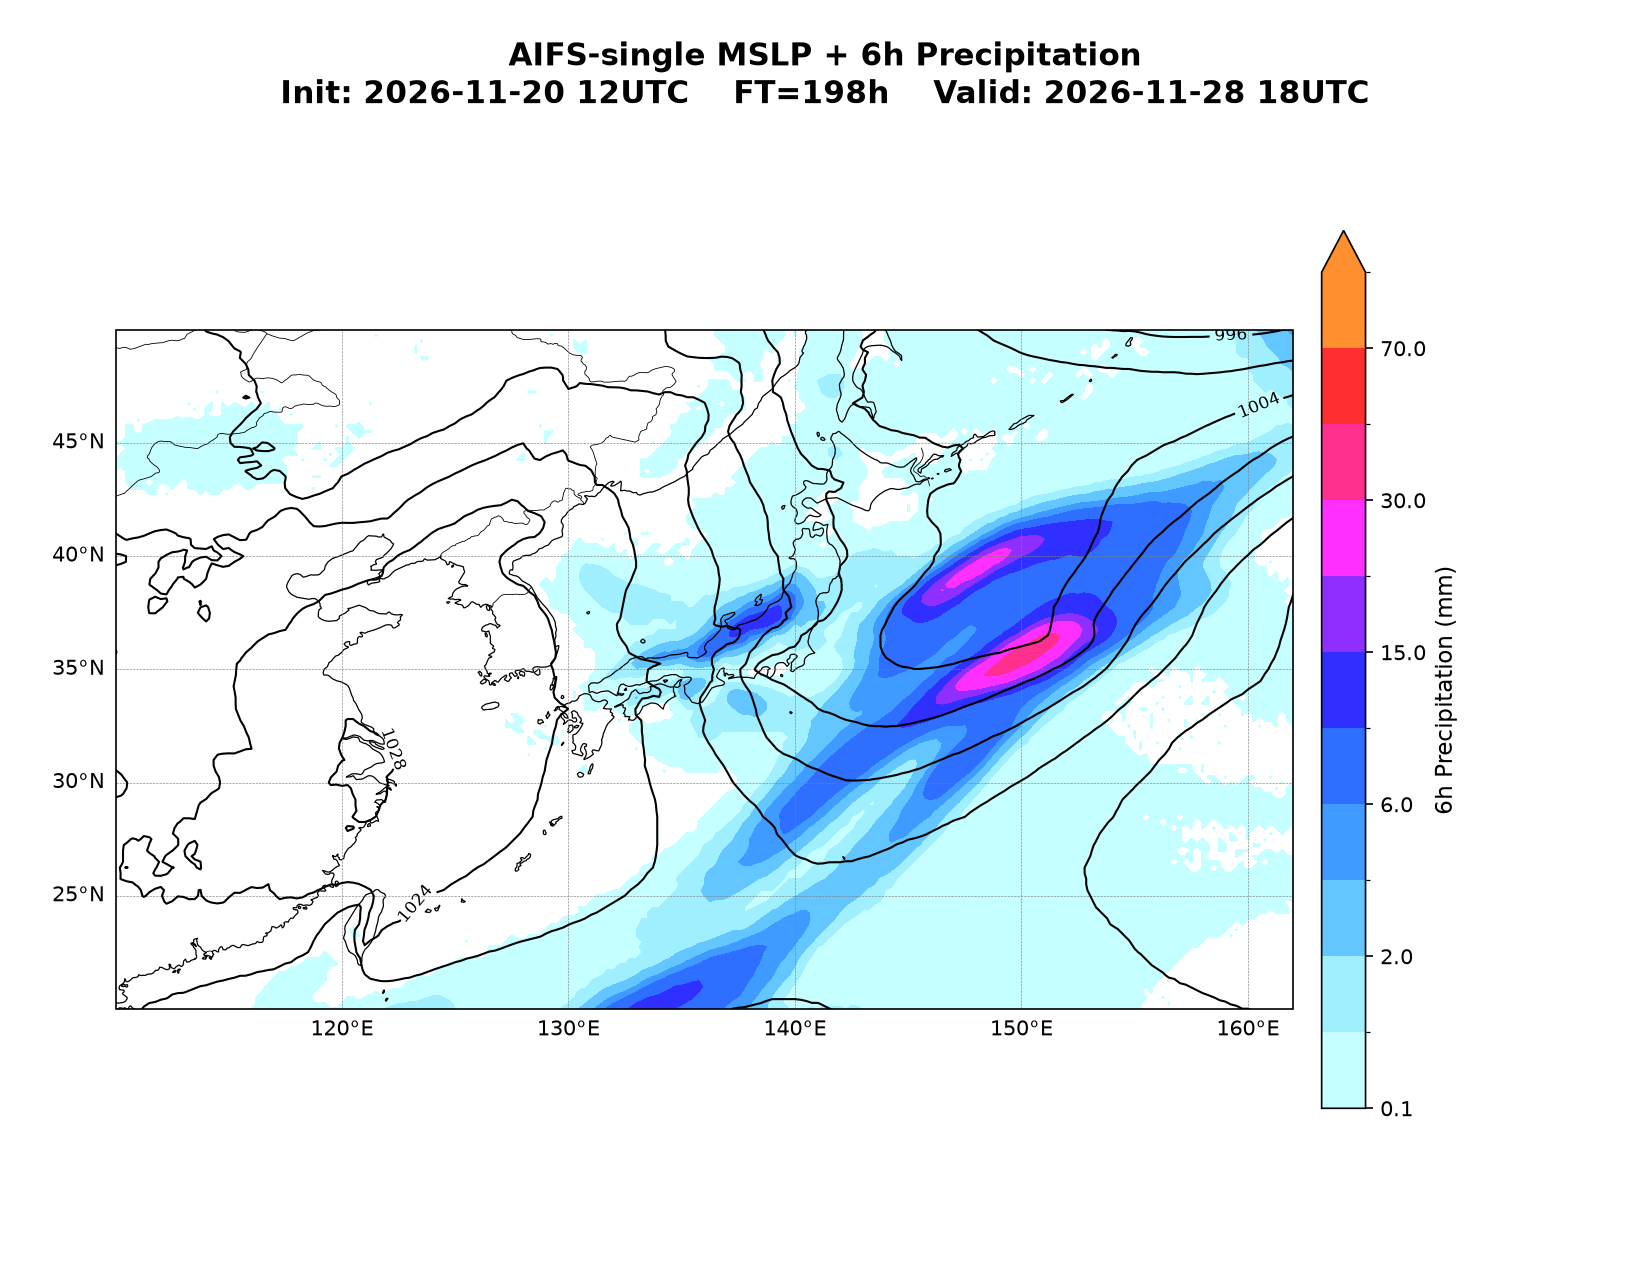 AIFS-single MSLP + 6h Precipitation
Init: 2026-11-20 12UTC    FT=198h    Valid: 2026-11-28 18UTC
996
1004
1028
1024
45°N
40°N
35°N
30°N
25°N
120°E
130°E
140°E
150°E
160°E
70.0
30.0
15.0
6.0
2.0
0.1
6h Precipitation (mm)